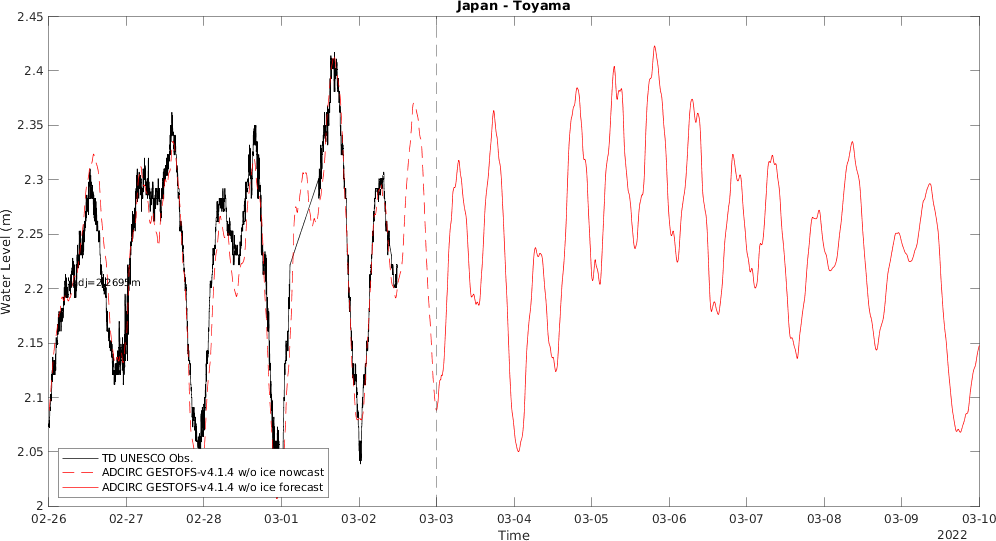 Japan - Toyama
2.45
2.4
2.35
2.3
2.25
2.2
2.15
2.1
2.05
2
Water Level (m)
TD UNESCO Obs.
ADCIRC GESTOFS-v4.1.4 w/o ice nowcast
ADCIRC GESTOFS-v4.1.4 w/o ice forecast
02-26 02-27 02-28 03-01 03-02 03-03 03-04 03-05 03-06 03-07 03-08 03-09 03-10
Time
2022